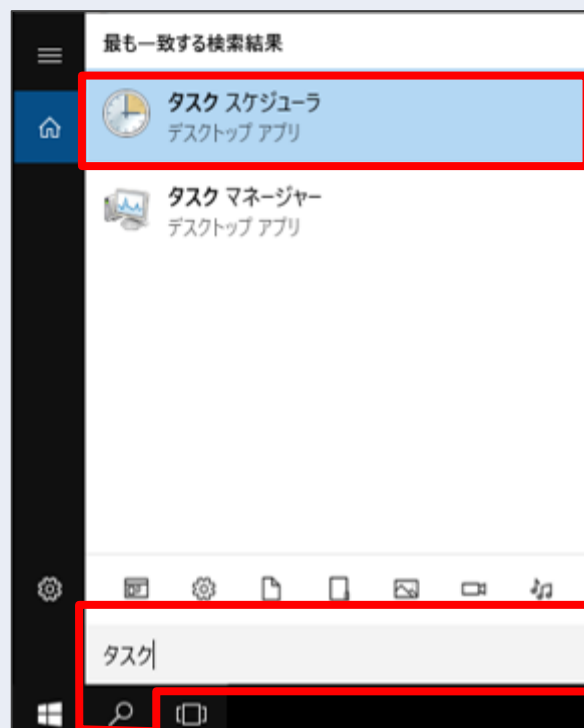 最も一致する検索結果
タスク スケジューラ
デスクトップ アプリ
タスク マネージャー
デスクトップ アプリ
タスク